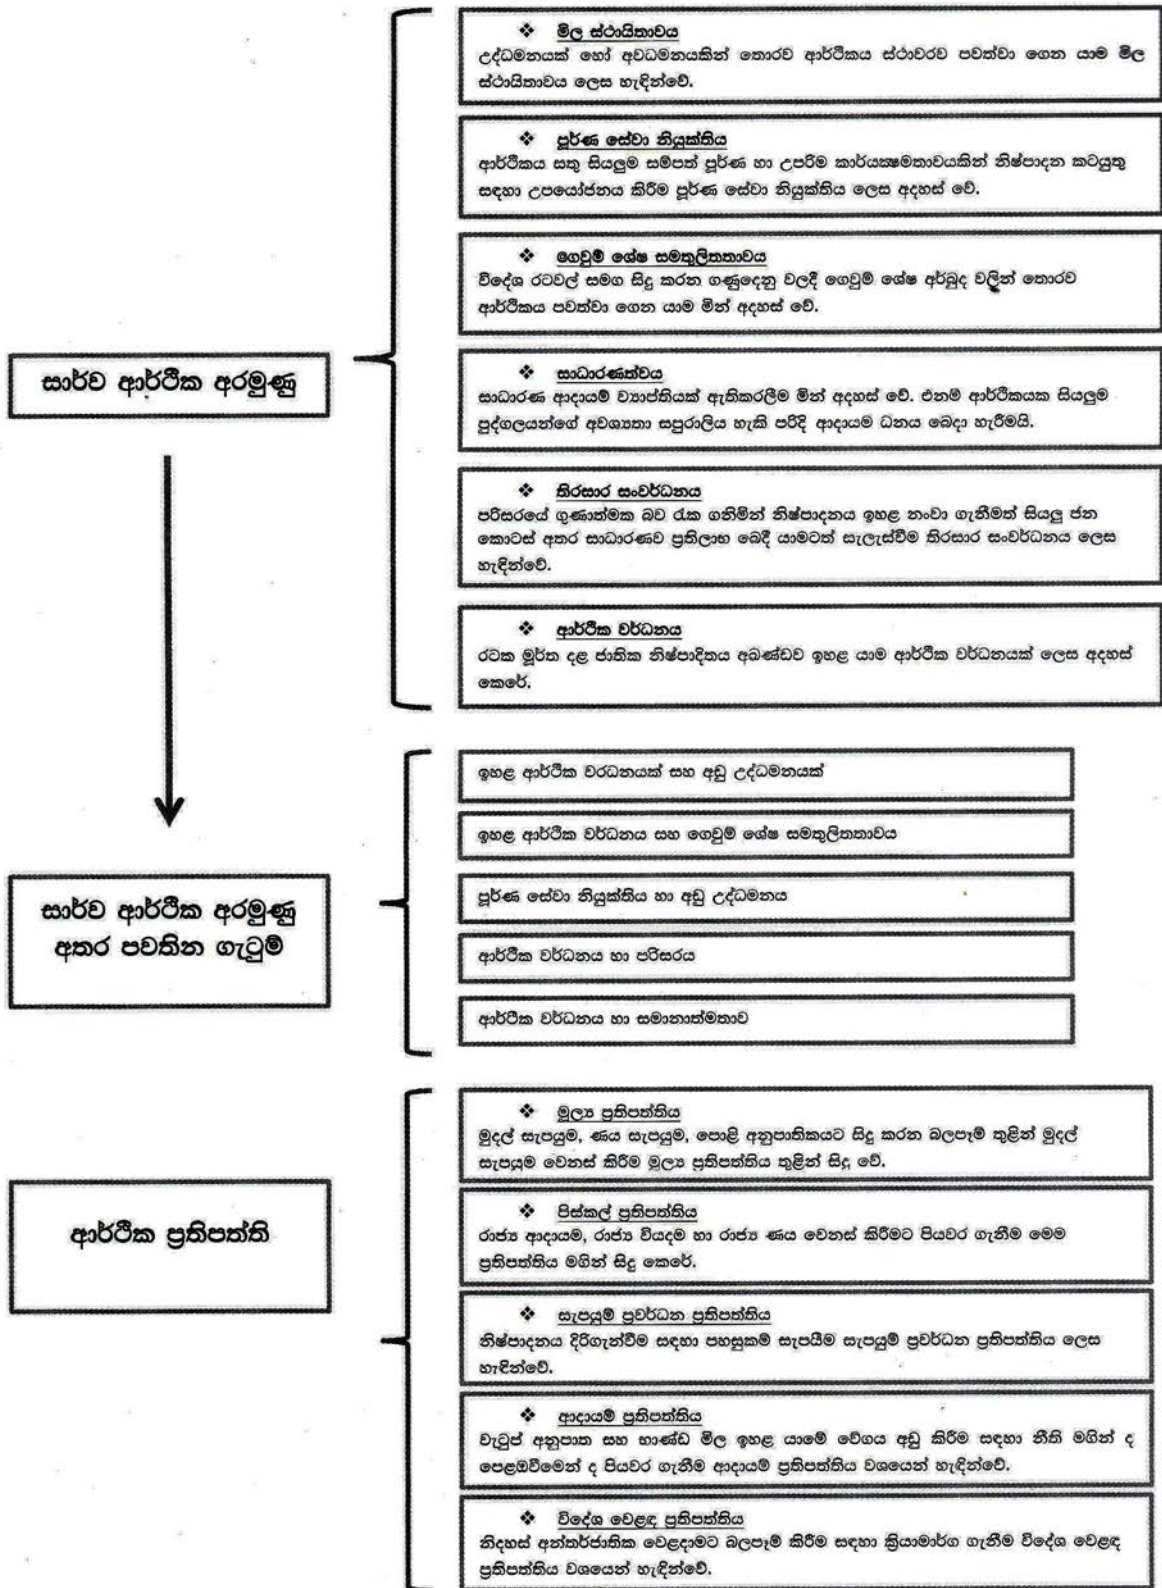 ❖ මිල ස්ථායිතාවය
උද්ධමනයක් හෝ අවධමනයකින් තොරව ආර්ථිකය ස්ථාවරව පවත්වා ගෙන යාම මිල
ස්ථායිතාවය ලෙස හැඳින්වේ.
❖ පූර්ණ සේවා නියුක්තිය
ආර්ථිකය සතු සියලුම සම්පත් පූර්ණ හා උපරිම කාර්යක්‍ෂමතාවයකින් නිෂ්පාදන කටයුතු
සඳහා උපයෝජනය කිරීම පූර්ණ සේවා නියුක්තිය ලෙස අදහස් වේ.
❖ ගෙවුම් ශේෂ සමතුලිතතාවය
විදේශ රටවල් සමග සිදු කරන ගණුදෙනු වලදී ගෙවුම් ශේෂ අර්බුද වලින් තොරව
ආර්ථිකය පවත්වා ගෙන යාම මින් අදහස් වේ.
සාර්ව ආර්ථික අරමුණු
❖ සාධාරණත්වය
සාධාරණ ආදායම් ව්‍යාප්තියක් ඇතිකරලීම මින් අදහස් වේ. එනම් ආර්ථිකයක සියලුම
පුද්ගලයන්ගේ අවශ්‍යතා සපුරාලිය හැකි පරිදි ආදායම ධනය බෙදා හැරීමයි.
❖ තිරසාර සංවර්ධනය
පරිසරයේ ගුණාත්මක බව රැක ගනිමින් නිෂ්පාදනය ඉහළ නංවා ගැනීමත් සියලු ජන
කොටස් අතර සාධාරණව ප්‍රතිලාභ බෙදී යාමටත් සැලැස්වීම තිරසාර සංවර්ධනය ලෙස
හැඳින්වේ.
❖ ආර්ථික වර්ධනය
රටක මූර්ත දළ ජාතික නිෂ්පාදිතය අඛණ්ඩව ඉහළ යාම ආර්ථික වර්ධනයක් ලෙස අදහස්
කෙරේ.
සාර්ව ආර්ථික අරමුණු
අතර පවතින ගැටුම්
ඉහළ ආර්ථික වරධනයක් සහ අඩු උද්ධමනයක්
ඉහළ ආර්ථික වර්ධනය සහ ගෙවුම් ශේෂ සමතුලිතතාවය
පූර්ණ සේවා නියුක්තිය හා අඩු උද්ධමනය
ආර්ථික වර්ධනය හා පරිසරය
ආර්ථික වර්ධනය හා සමානාත්මතාව
ආර්ථික ප්‍රතිපත්ති
❖ මූල්‍ය ප්‍රතිපත්තිය
මුදල් සැපයුම, ණය සැපයුම, පොළි අනුපාතිකයට සිදු කරන බලපෑම් තුළින් මුදල්
සැපයුම වෙනස් කිරීම මූල්‍ය ප්‍රතිපත්තිය තුළින් සිදු වේ.
❖ පිස්කල් ප්‍රතිපත්තිය
රාජ්‍ය ආදායම, රාජ්‍ය වියදම හා රාජ්‍ය ණය වෙනස් කිරීමට පියවර ගැනීම මෙම
ප්‍රතිපත්තිය මගින් සිදු කෙරේ.
❖ සැපයුම් ප්‍රවර්ධන ප්‍රතිපත්තිය
නිෂ්පාදනය දිරිගැන්වීම සඳහා පහසුකම් සැපයීම සැපයුම් ප්‍රවර්ධන ප්‍රතිපත්තිය ලෙස
හැඳින්වේ.
❖ ආදායම් ප්‍රතිපත්තිය
වැටුප් අනුපාත සහ භාණ්ඩ මිල ඉහළ යාමේ වේගය අඩු කිරීම සඳහා නීති මගින් ද
පෙළඹවීමෙන් ද පියවර ගැනීම ආදායම් ප්‍රතිපත්තිය වශයෙන් හැඳින්වේ.
❖ විදේශ වෙළඳ ප්‍රතිපත්තිය
නිදහස් අන්තර්ජාතික වෙළදාමට බලපෑම් කිරීම සඳහා ක්‍රියාමාර්ග ගැනීම විදේශ වෙළඳ
ප්‍රතිපත්තිය වශයෙන් හැඳින්වේ.